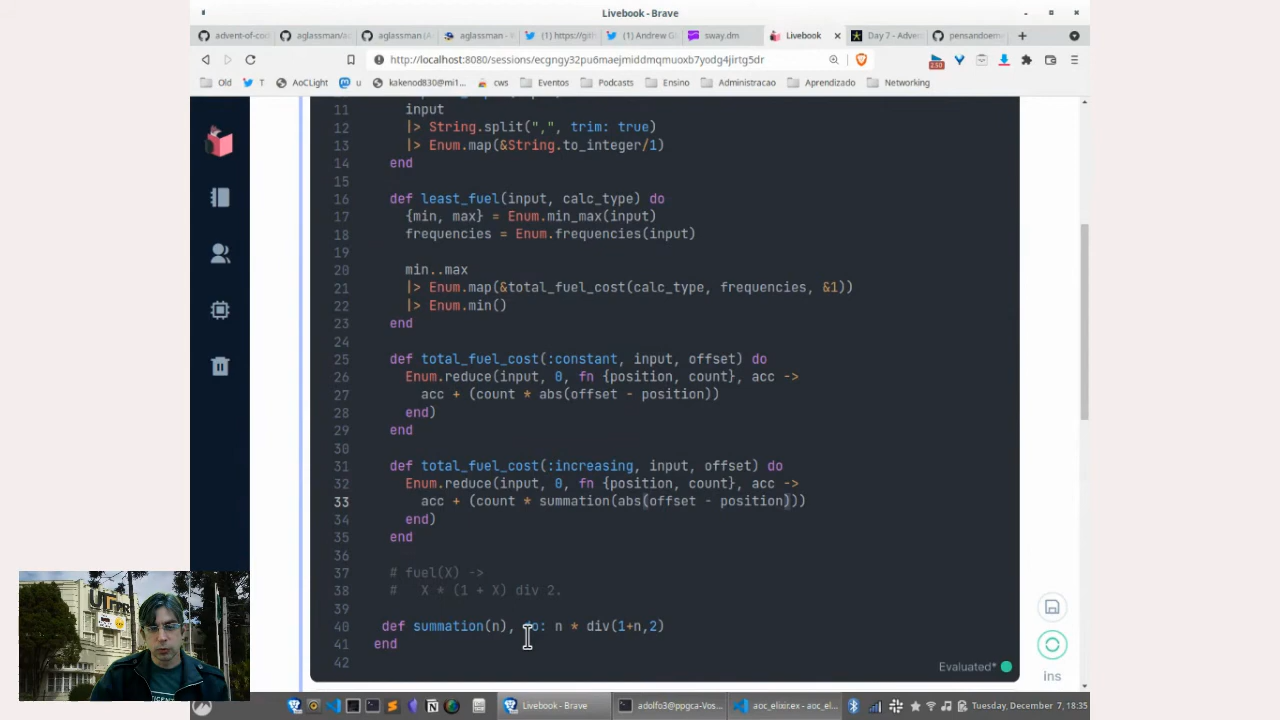 Livebook - Brave
advent-of-cod
aglassman/ad
aglassman (A
aglassman - 
(1) https://git
(1) Andrew G
sway.dm
Livebook
Day 7 - Adven
pensandoem
http://localhost:8080/sessions/ecgngy32pu6maejmiddmqmuoxb7yodg4jirtg5dr
Old
T
AoCLight
u
kakenod830@mi1...
cws
Eventos
Podcasts
Ensino
Administracao
Aprendizado
Networking
11 input
12 |> String.split(",", trim: true)
13 |> Enum.map(&String.to_integer/1)
14 end
15
16 def least_fuel(input, calc_type) do
17 {min, max} = Enum.min_max(input)
18 frequencies = Enum.frequencies(input)
19
20 min..max
21 |> Enum.map(&total_fuel_cost(calc_type, frequencies, &1))
22 |> Enum.min()
23 end
24
25 def total_fuel_cost(:constant, input, offset) do
26 Enum.reduce(input, 0, fn {position, count}, acc ->
27 acc + (count * abs(offset - position))
28 end)
29 end
30
31 def total_fuel_cost(:increasing, input, offset) do
32 Enum.reduce(input, 0, fn {position, count}, acc ->
33 acc + (count * summation(abs(offset - position)))
34 end)
35 end
36
37 # fuel(X) ->
38 # X * (1 + X) div 2.
39
40 def summation(n), do: n * div(1+n,2)
41 end
42
Evaluated*
ins
Livebook - Brave
adolfo3@ppgca-Vos...
aoc_elixir.ex - aoc_el...
Tuesday, December 7, 18:35